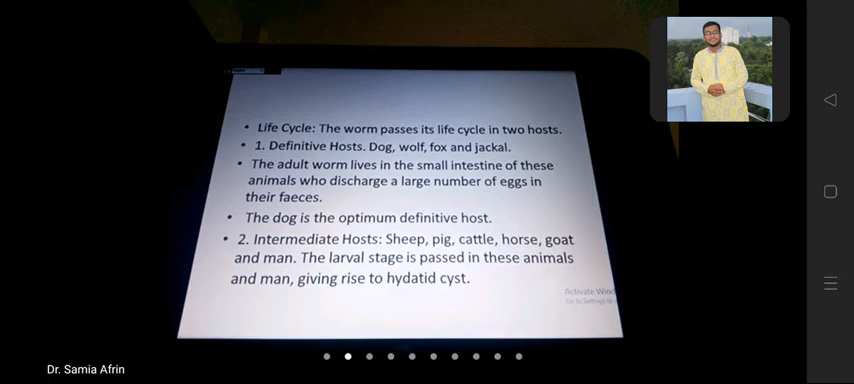 • Life Cycle: The worm passes its life cycle in two hosts.
• 1. Definitive Hosts. Dog, wolf, fox and jackal.
• The adult worm lives in the small intestine of these
animals who discharge a large number of eggs in
their faeces.
• The dog is the optimum definitive host.
• 2. Intermediate Hosts: Sheep, pig, cattle, horse, goat
and man. The larval stage is passed in these animals
and man, giving rise to hydatid cyst.
Activate Wind
Go to Settings to
Dr. Samia Afrin